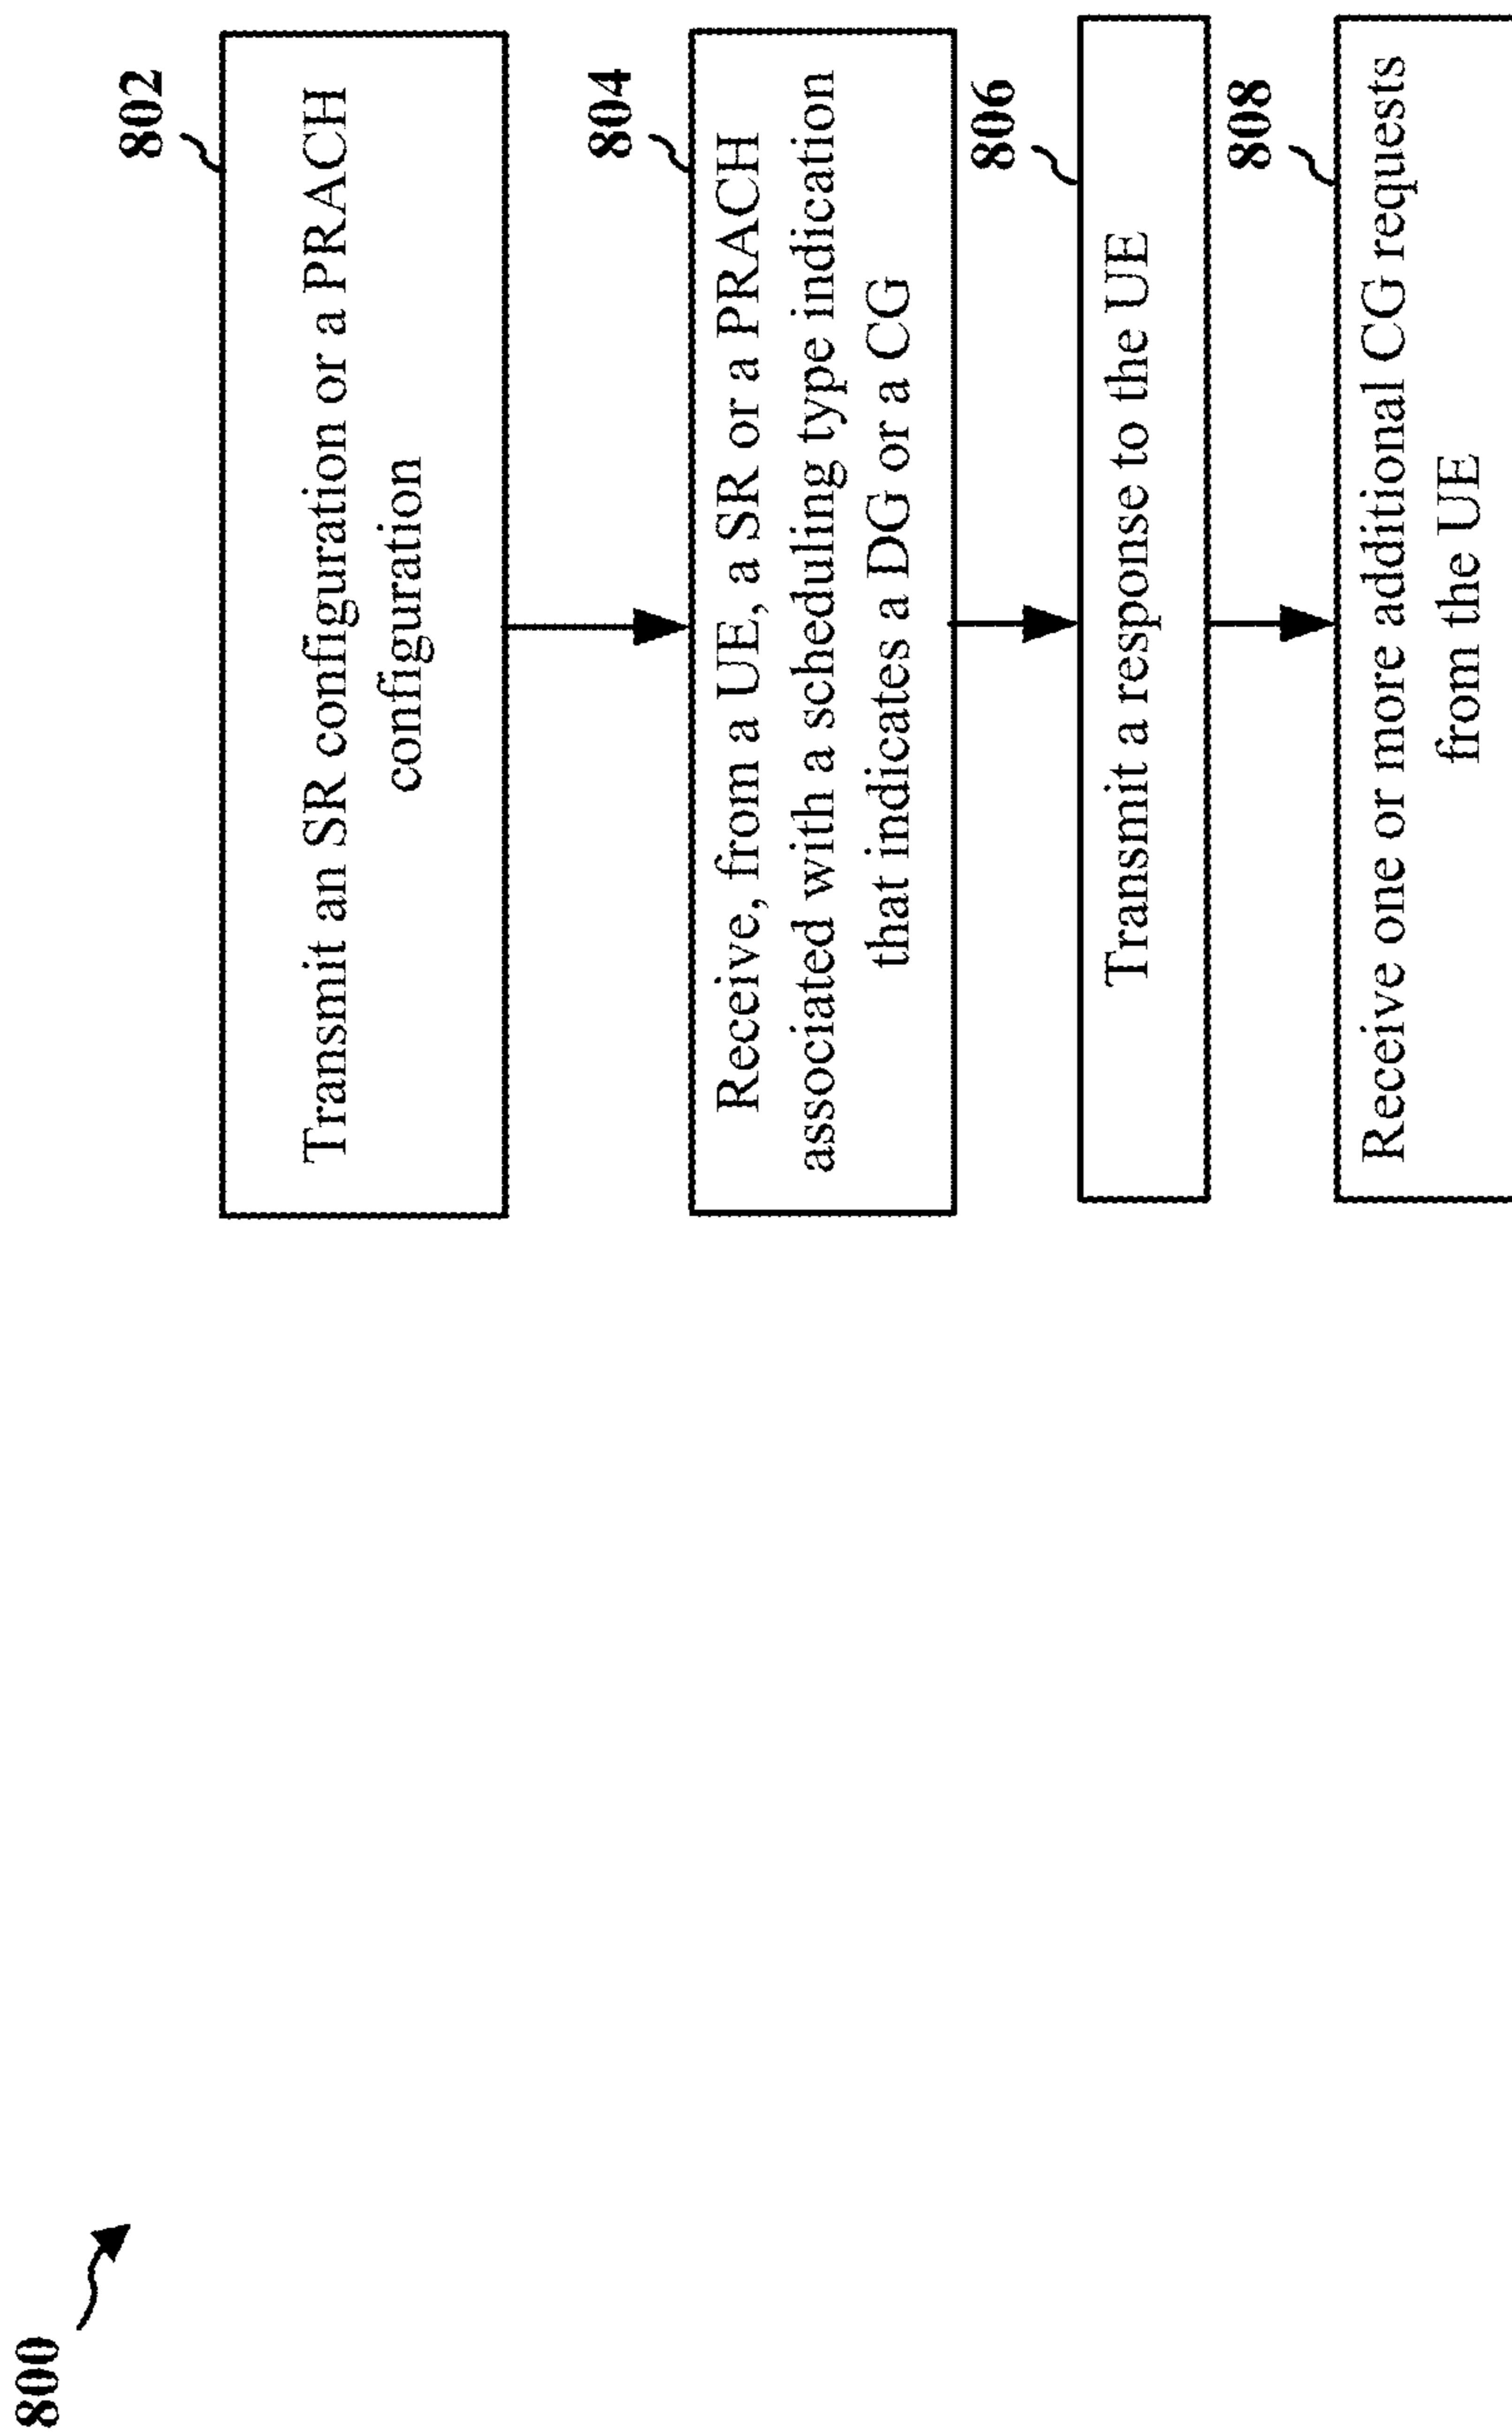 800
802
Transmit an SR configuration or a PRACH
configuration
804
Receive, from a UE, a SR or a PRACH
associated with a scheduling type indication
that indicates a DG or a CG
806
Transmit a response to the UE
808
Receive one or more additional CG requests
from the UE